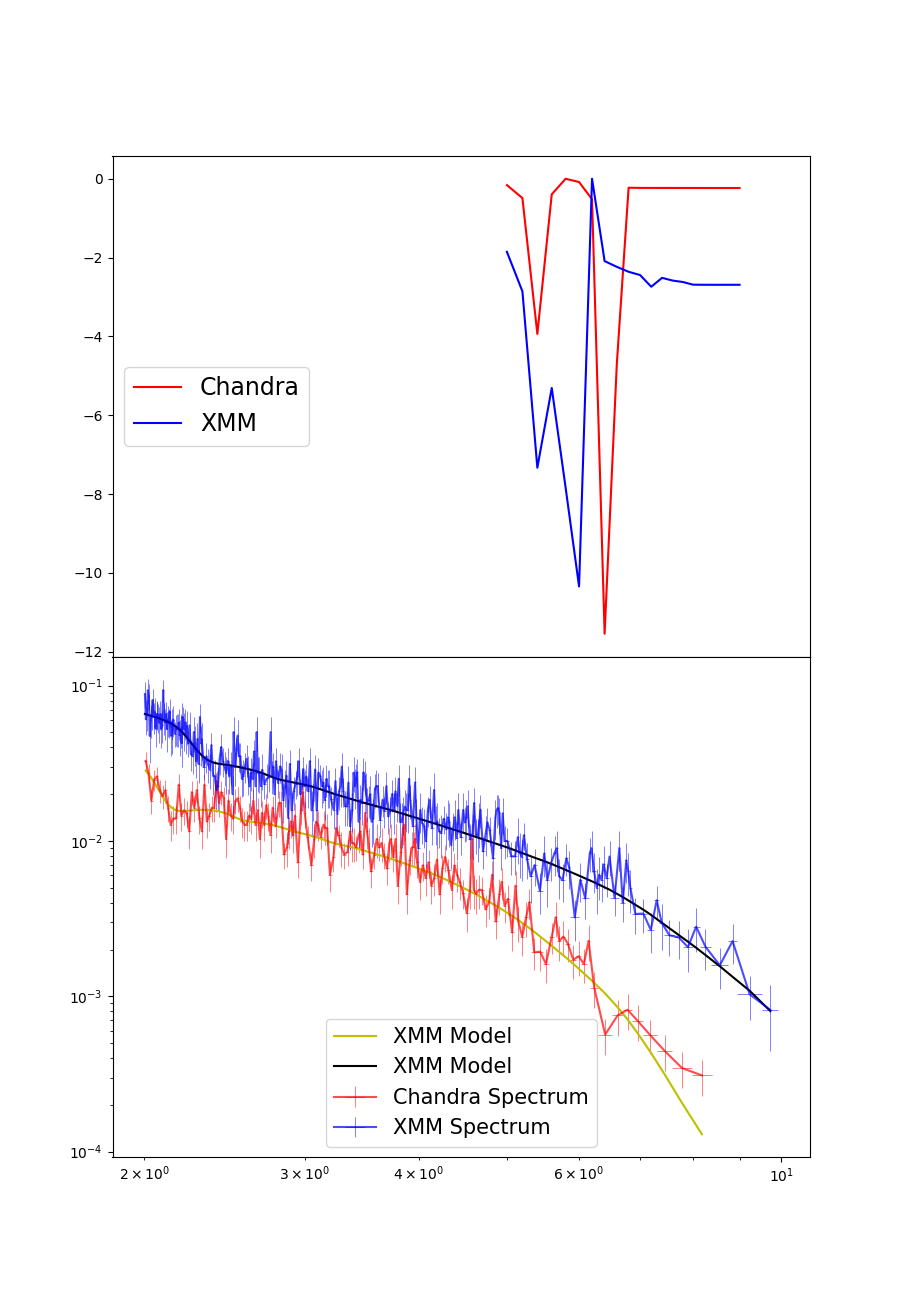 0
−2
−4
−6
−8
−10
−12
Chandra
XMM
10⁻¹
10⁻²
10⁻³
10⁻⁴
XMM Model
XMM Model
Chandra Spectrum
XMM Spectrum
2 × 10⁰
3 × 10⁰
4 × 10⁰
6 × 10⁰
10¹